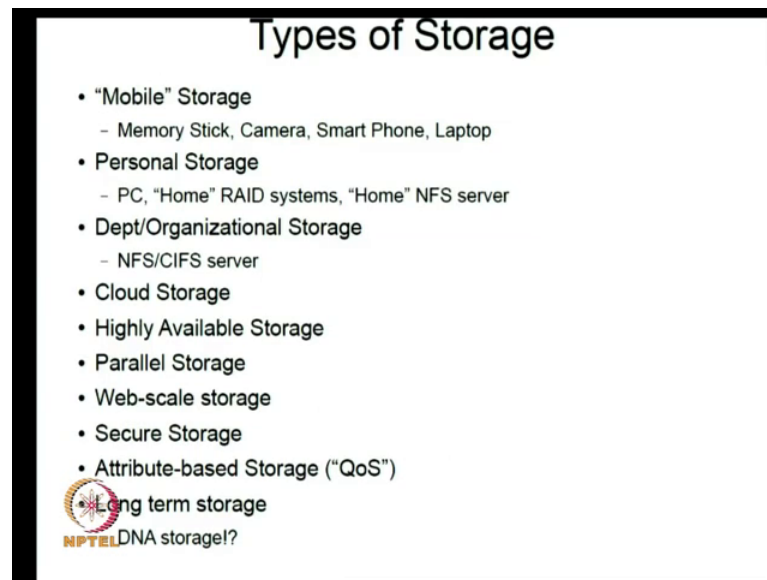 Types of Storage
• “Mobile” Storage
– Memory Stick, Camera, Smart Phone, Laptop
• Personal Storage
– PC, “Home” RAID systems, “Home” NFS server
• Dept/Organizational Storage
– NFS/CIFS server
• Cloud Storage
• Highly Available Storage
• Parallel Storage
• Web-scale storage
• Secure Storage
• Attribute-based Storage (“QoS”)
• Long term storage
DNA storage!?
NPTEL